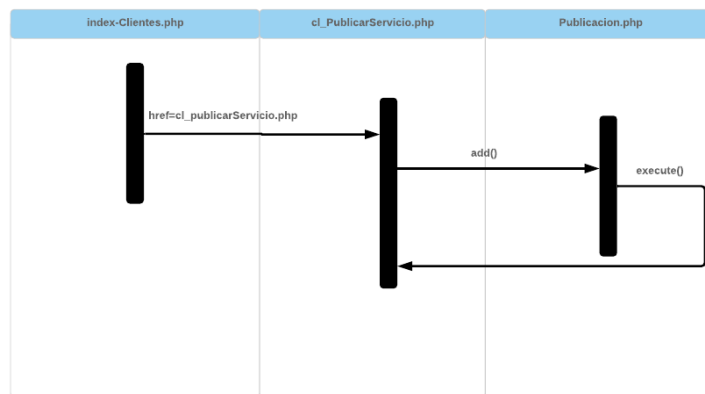 index-Clientes.php
cl_PublicarServicio.php
Publicacion.php
href=cl_publicarServicio.php
add()
execute()